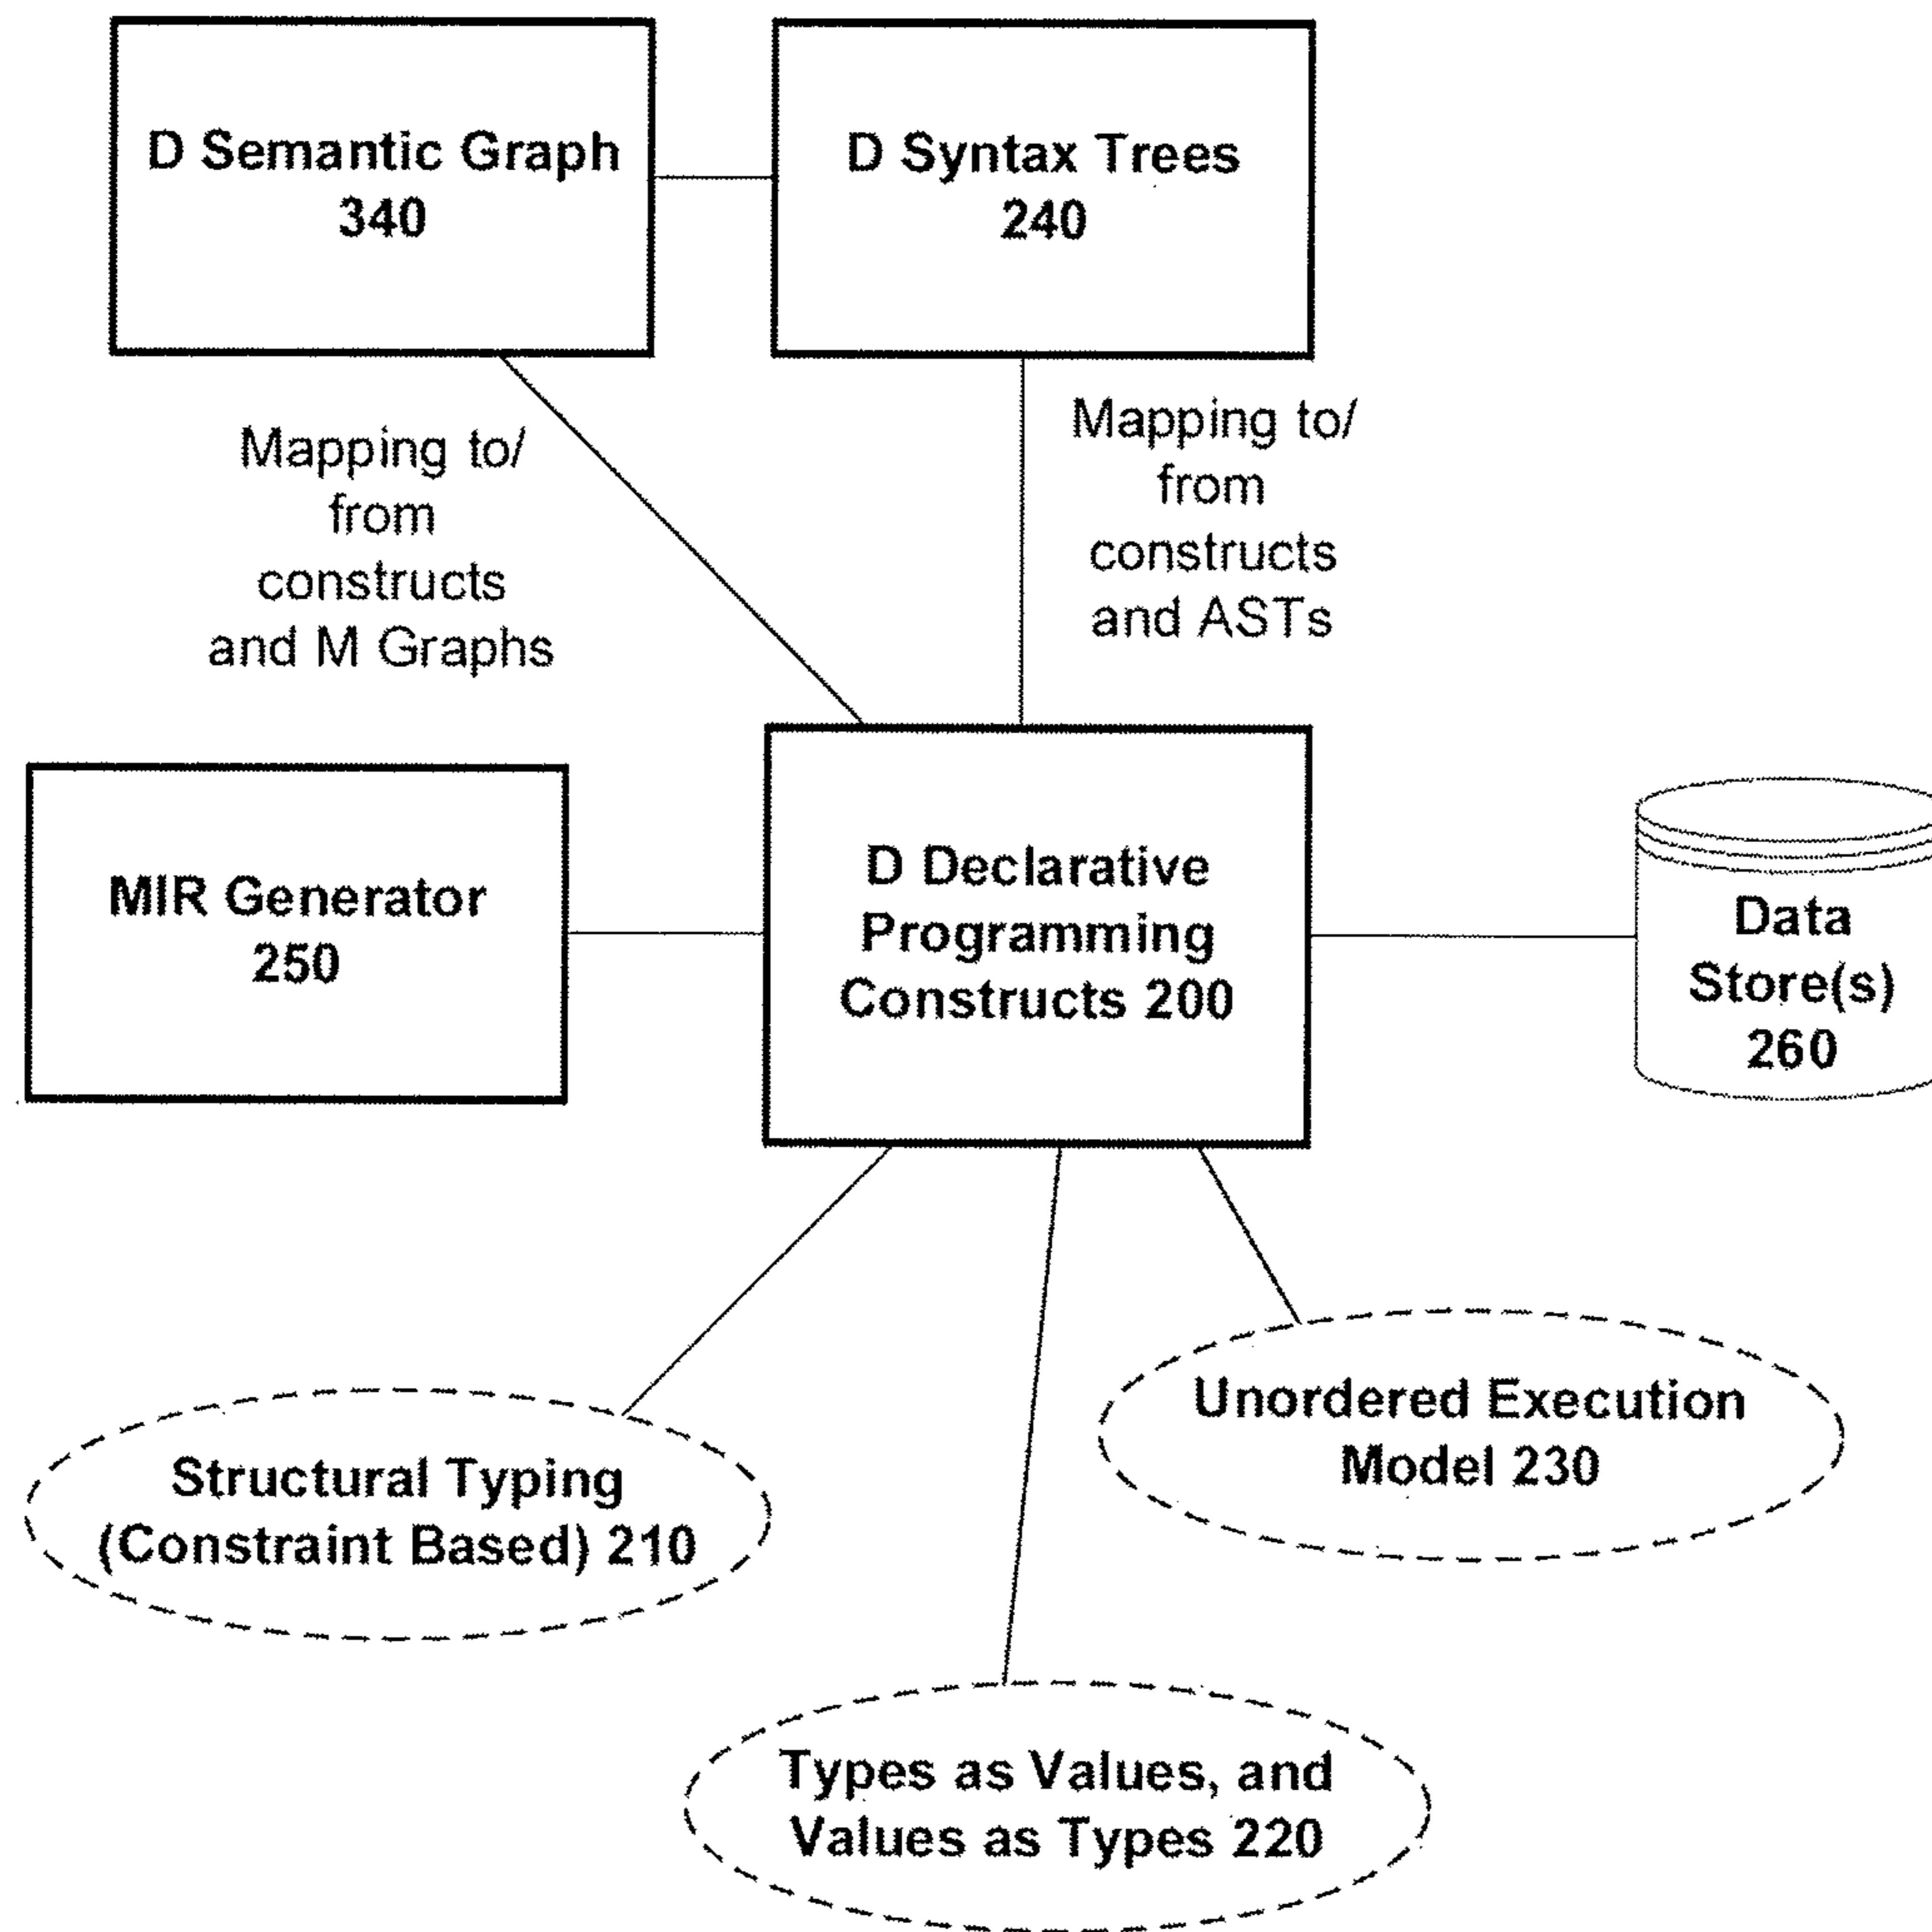 D Semantic Graph
340
D Syntax Trees
240
Mapping to/
from
constructs
and M Graphs
Mapping to/
from
constructs
and ASTs
MIR Generator
250
D Declarative
Programming
Constructs 200
Data
Store(s)
260
Structural Typing
(Constraint Based) 210
Unordered Execution
Model 230
Types as Values, and
Values as Types 220